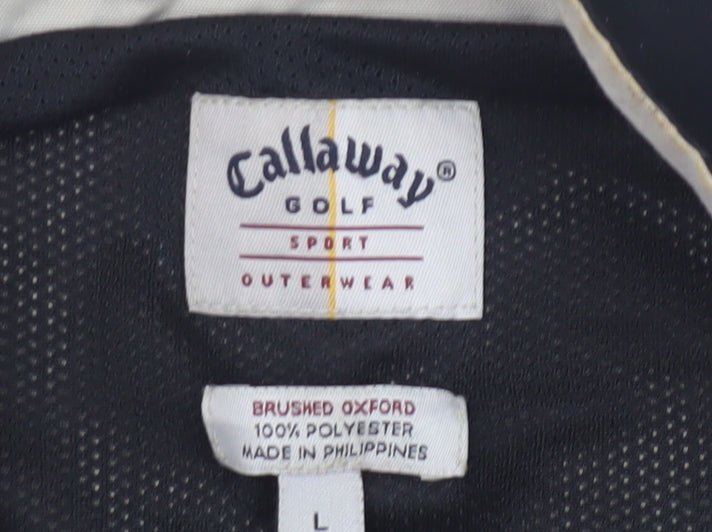 Callaway®
GOLF
SPORT
OUTERWEAR
BRUSHED OXFORD
100% POLYESTER
MADE IN PHILIPPINES
L